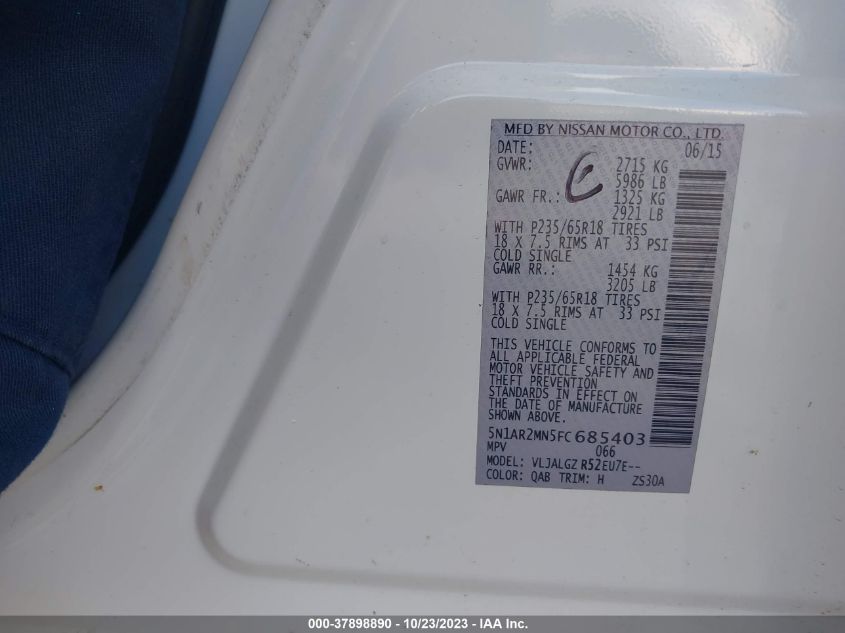 MFD BY NISSAN MOTOR CO., LTD.
DATE: 06/15
GVWR: 2715 KG
5986 LB
GAWR FR.: 1325 KG
2921 LB
WITH P235/65R18 TIRES
18 X 7.5 RIMS AT 33 PSI
COLD SINGLE
GAWR RR.: 1454 KG
3205 LB
WITH P235/65R18 TIRES
18 X 7.5 RIMS AT 33 PSI
COLD SINGLE
THIS VEHICLE CONFORMS TO
ALL APPLICABLE FEDERAL
MOTOR VEHICLE SAFETY AND
THEFT PREVENTION
STANDARDS IN EFFECT ON
THE DATE OF MANUFACTURE
SHOWN ABOVE.
5N1AR2MN5FC685403
MPV 066
MODEL: VLJALGZ R52EU7E--
COLOR: QAB TRIM: H ZS30A
000-37898890 - 10/23/2023 - IAA Inc.